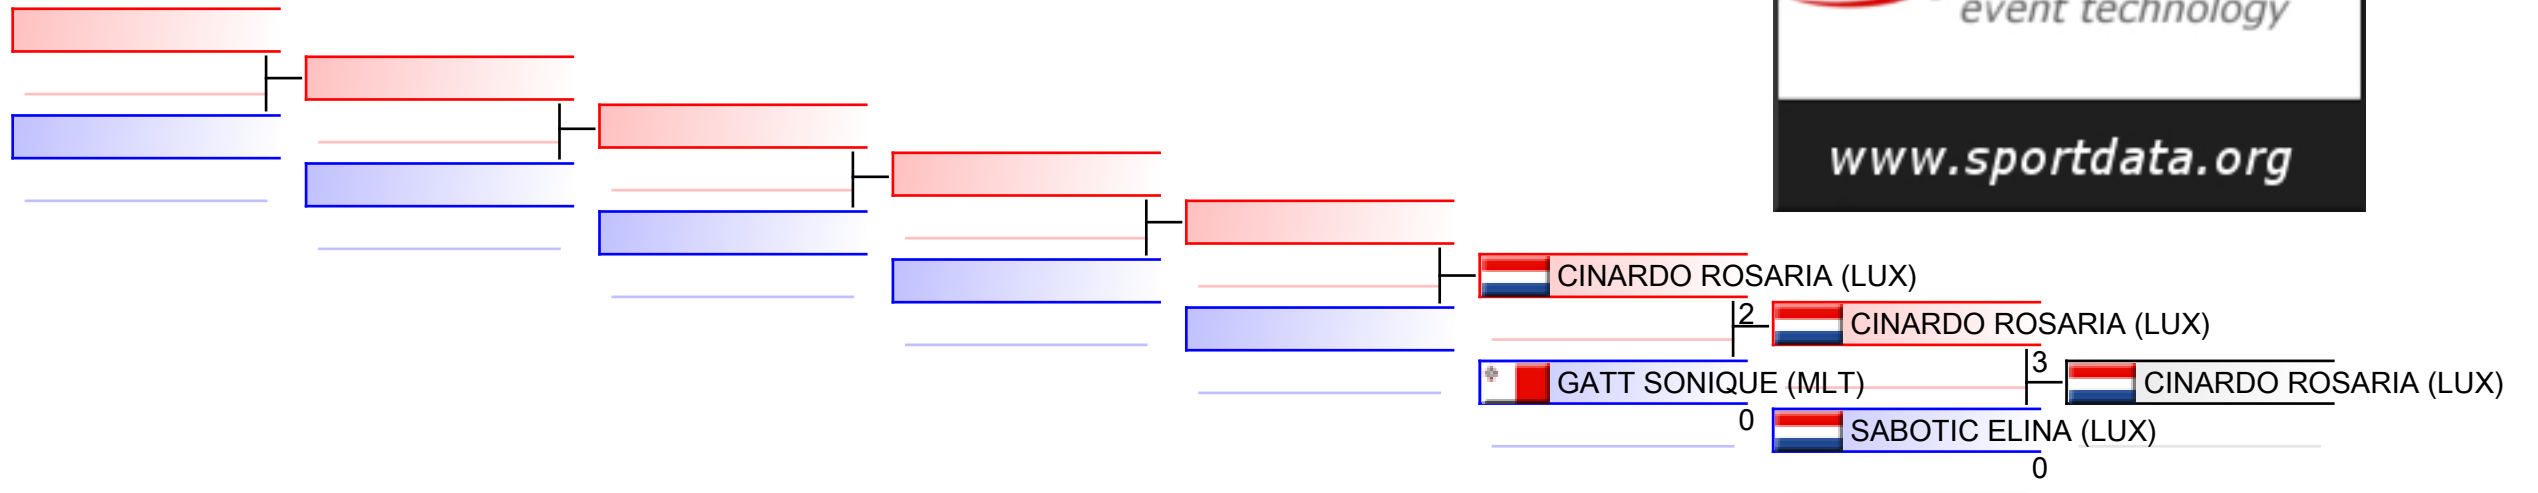 event technology
www.sportdata.org
CINARDO ROSARIA (LUX)
2
CINARDO ROSARIA (LUX)
GATT SONIQUE (MLT)
0
3
CINARDO ROSARIA (LUX)
SABOTIC ELINA (LUX)
0